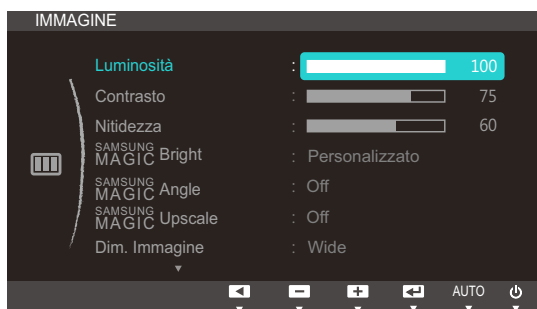 IMMAGINE
Luminosità : 100
Contrasto : 75
Nitidezza : 60
SAMSUNG MAGIC Bright : Personalizzato
SAMSUNG MAGIC Angle : Off
SAMSUNG MAGIC Upscale : Off
Dim. Immagine : Wide
AUTO